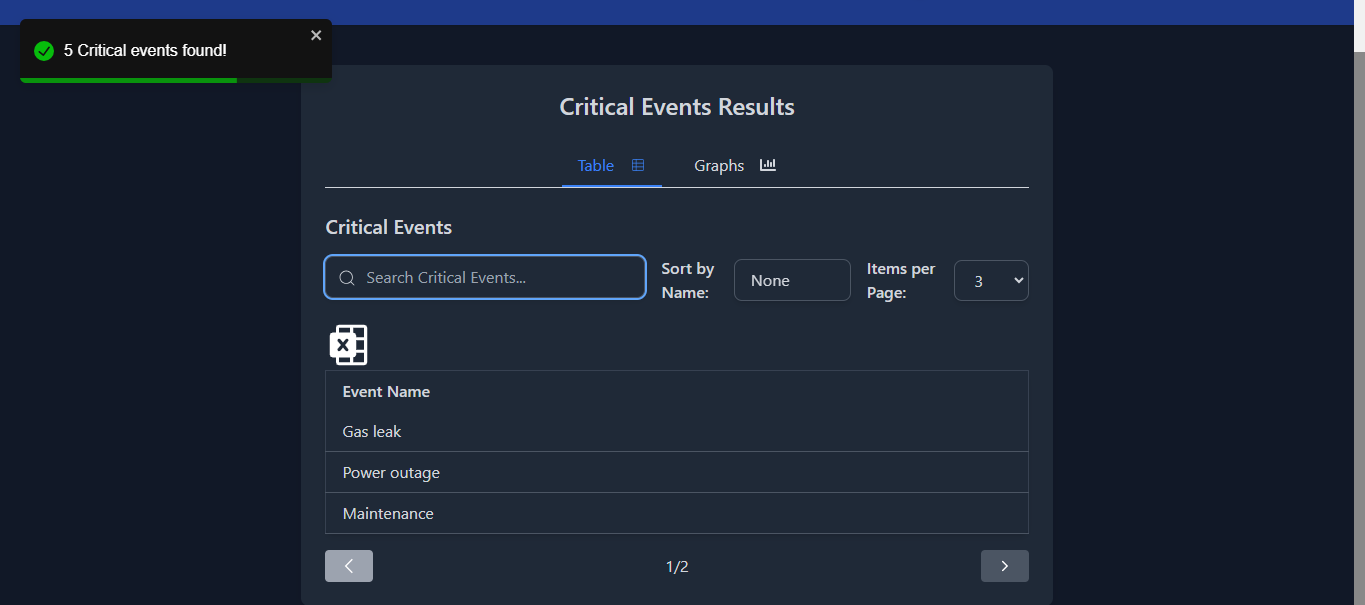 5 Critical events found!
Critical Events Results
Table
Graphs
Critical Events
Search Critical Events...
Sort by
Name:
None
Items per
Page:
3
X
Event Name
Gas leak
Power outage
Maintenance
1/2